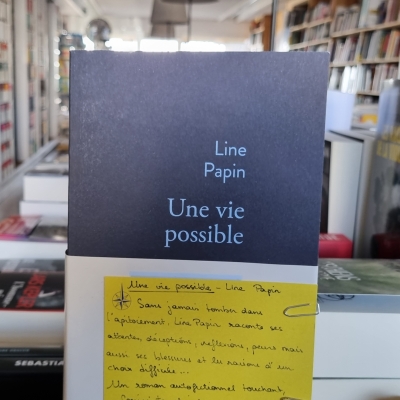 Line
Papin
Une vie
possible
Une vie possible - Line Papin
Sans jamais tomber dans
l'apitoiement, Line Papin raconte ses
attentes, déceptions, réflexions, peurs mais
aussi ses blessures et les raisons d'un
choix difficile...
Un roman autofictionnel touchant,
SEBASTIA